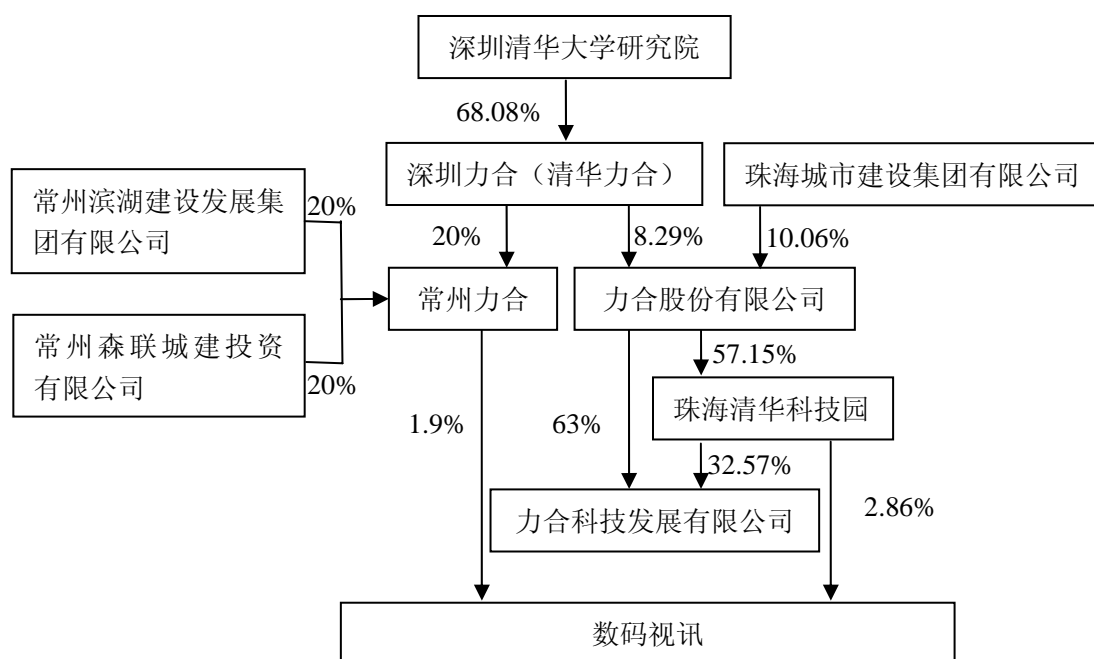 深圳清华大学研究院
68.08%
深圳力合（清华力合）
珠海城市建设集团有限公司
常州滨湖建设发展集
团有限公司
20%
20%
8.29%
10.06%
常州力合
力合股份有限公司
常州森联城建投资
有限公司
20%
57.15%
珠海清华科技园
1.9%
63%
32.57%
2.86%
力合科技发展有限公司
数码视讯